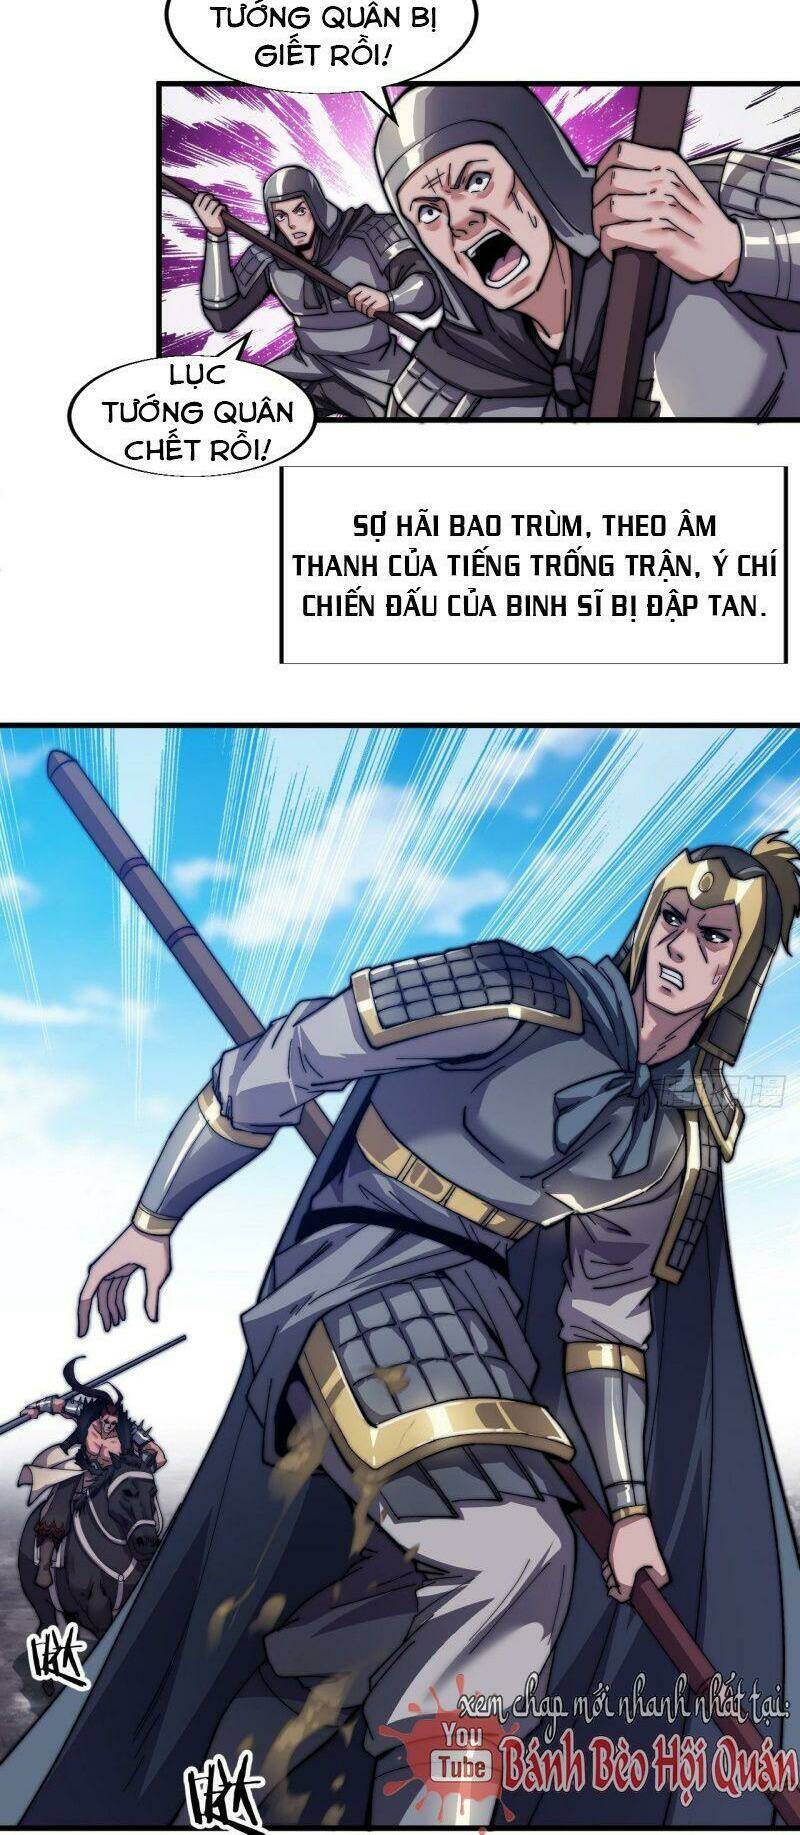 TƯỚNG QUÂN BỊ
GIẾT RỒI!
LỤC
TƯỚNG QUÂN
CHẾT RỒI!
SỢ HÃI BAO TRÙM, THEO ÂM
THANH CỦA TIẾNG TRỐNG TRẬN, Ý CHÍ
CHIẾN ĐẤU CỦA BINH SĨ BỊ ĐẬP TAN.
动漫
xem chap mới nhanh nhất tại:
You
Tube
Bánh Bèo Hội Quán